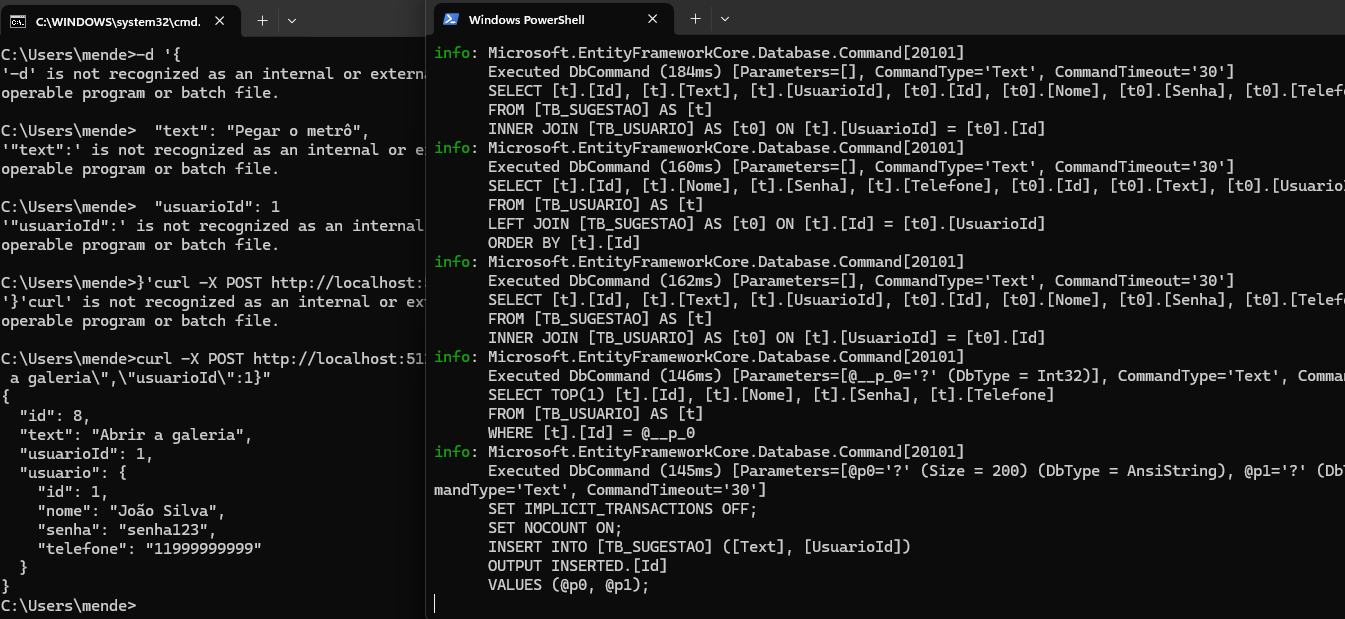 C:\WINDOWS\system32\cmd.
C:\Users\mende>-d '{
'-d' is not recognized as an internal or extern
operable program or batch file.
C:\Users\mende>  "text": "Pegar o metrô",
'"text":' is not recognized as an internal or e
operable program or batch file.
C:\Users\mende>  "usuarioId": 1
'"usuarioId":' is not recognized as an internal
operable program or batch file.
C:\Users\mende>}'curl -X POST http://localhost:
'}'curl' is not recognized as an internal or ex
operable program or batch file.
C:\Users\mende>curl -X POST http://localhost:51
 a galeria\",\"usuarioId\":1}"
{
  "id": 8,
  "text": "Abrir a galeria",
  "usuarioId": 1,
  "usuario": {
    "id": 1,
    "nome": "João Silva",
    "senha": "senha123",
    "telefone": "11999999999"
  }
}
C:\Users\mende>
Windows PowerShell
info: Microsoft.EntityFrameworkCore.Database.Command[20101]
      Executed DbCommand (184ms) [Parameters=[], CommandType='Text', CommandTimeout='30']
      SELECT [t].[Id], [t].[Text], [t].[UsuarioId], [t0].[Id], [t0].[Nome], [t0].[Senha], [t0].[Telef
      FROM [TB_SUGESTAO] AS [t]
      INNER JOIN [TB_USUARIO] AS [t0] ON [t].[UsuarioId] = [t0].[Id]
info: Microsoft.EntityFrameworkCore.Database.Command[20101]
      Executed DbCommand (160ms) [Parameters=[], CommandType='Text', CommandTimeout='30']
      SELECT [t].[Id], [t].[Nome], [t].[Senha], [t].[Telefone], [t0].[Id], [t0].[Text], [t0].[Usuario
      FROM [TB_USUARIO] AS [t]
      LEFT JOIN [TB_SUGESTAO] AS [t0] ON [t].[Id] = [t0].[UsuarioId]
      ORDER BY [t].[Id]
info: Microsoft.EntityFrameworkCore.Database.Command[20101]
      Executed DbCommand (162ms) [Parameters=[], CommandType='Text', CommandTimeout='30']
      SELECT [t].[Id], [t].[Text], [t].[UsuarioId], [t0].[Id], [t0].[Nome], [t0].[Senha], [t0].[Telef
      FROM [TB_SUGESTAO] AS [t]
      INNER JOIN [TB_USUARIO] AS [t0] ON [t].[UsuarioId] = [t0].[Id]
info: Microsoft.EntityFrameworkCore.Database.Command[20101]
      Executed DbCommand (146ms) [Parameters=[@__p_0='?' (DbType = Int32)], CommandType='Text', Comma
      SELECT TOP(1) [t].[Id], [t].[Nome], [t].[Senha], [t].[Telefone]
      FROM [TB_USUARIO] AS [t]
      WHERE [t].[Id] = @__p_0
info: Microsoft.EntityFrameworkCore.Database.Command[20101]
      Executed DbCommand (145ms) [Parameters=[@p0='?' (Size = 200) (DbType = AnsiString), @p1='?' (Db
mandType='Text', CommandTimeout='30']
      SET IMPLICIT_TRANSACTIONS OFF;
      SET NOCOUNT ON;
      INSERT INTO [TB_SUGESTAO] ([Text], [UsuarioId])
      OUTPUT INSERTED.[Id]
      VALUES (@p0, @p1);